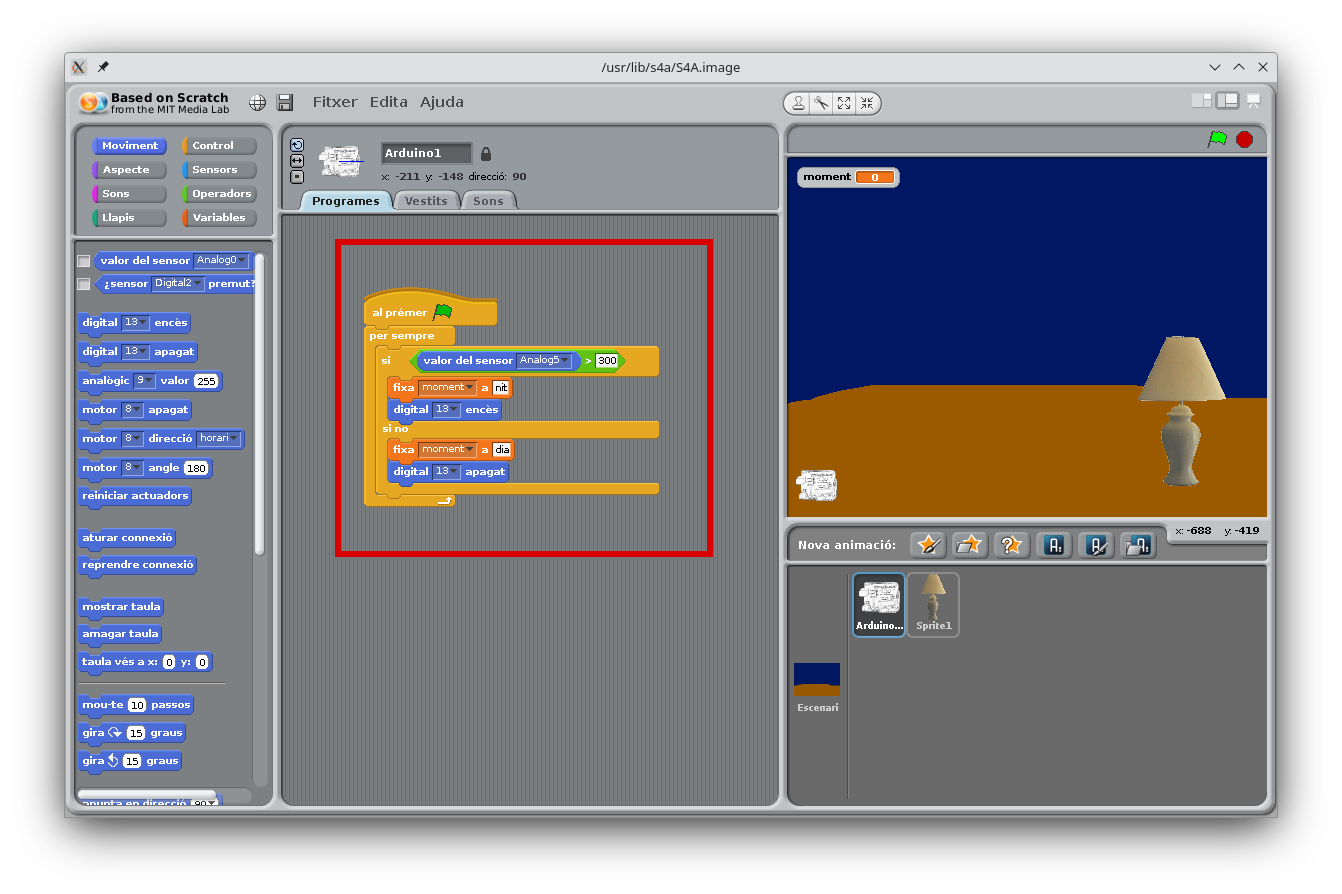 /usr/lib/s4a/S4A.image
Based on Scratch
from the MIT Media Lab
Fitxer Edita Ajuda
Moviment Control
Aspecte Sensors
Sons Operadors
Llapis Variables
valor del sensor Analog0
¿sensor Digital2 premut?
digital 13 encès
digital 13 apagat
analògic 9 valor 255
motor 8 apagat
motor 8 direcció horari
motor 8 angle 180
reiniciar actuadors
aturar connexió
reprendre connexió
mostrar taula
amagar taula
taula vés a x: 0 y: 0
mou-te 10 passos
gira 15 graus
gira 15 graus
apunta en direcció 90
Arduino1
x: -211 y: -148 direcció: 90
Programes Vestits Sons
al prémer
per sempre
si valor del sensor Analog5 > 300
fixa moment a nit
digital 13 encès
si no
fixa moment a dia
digital 13 apagat
moment 0
x: -688 y: -419
Nova animació:
Arduino... Sprite1
Escenari